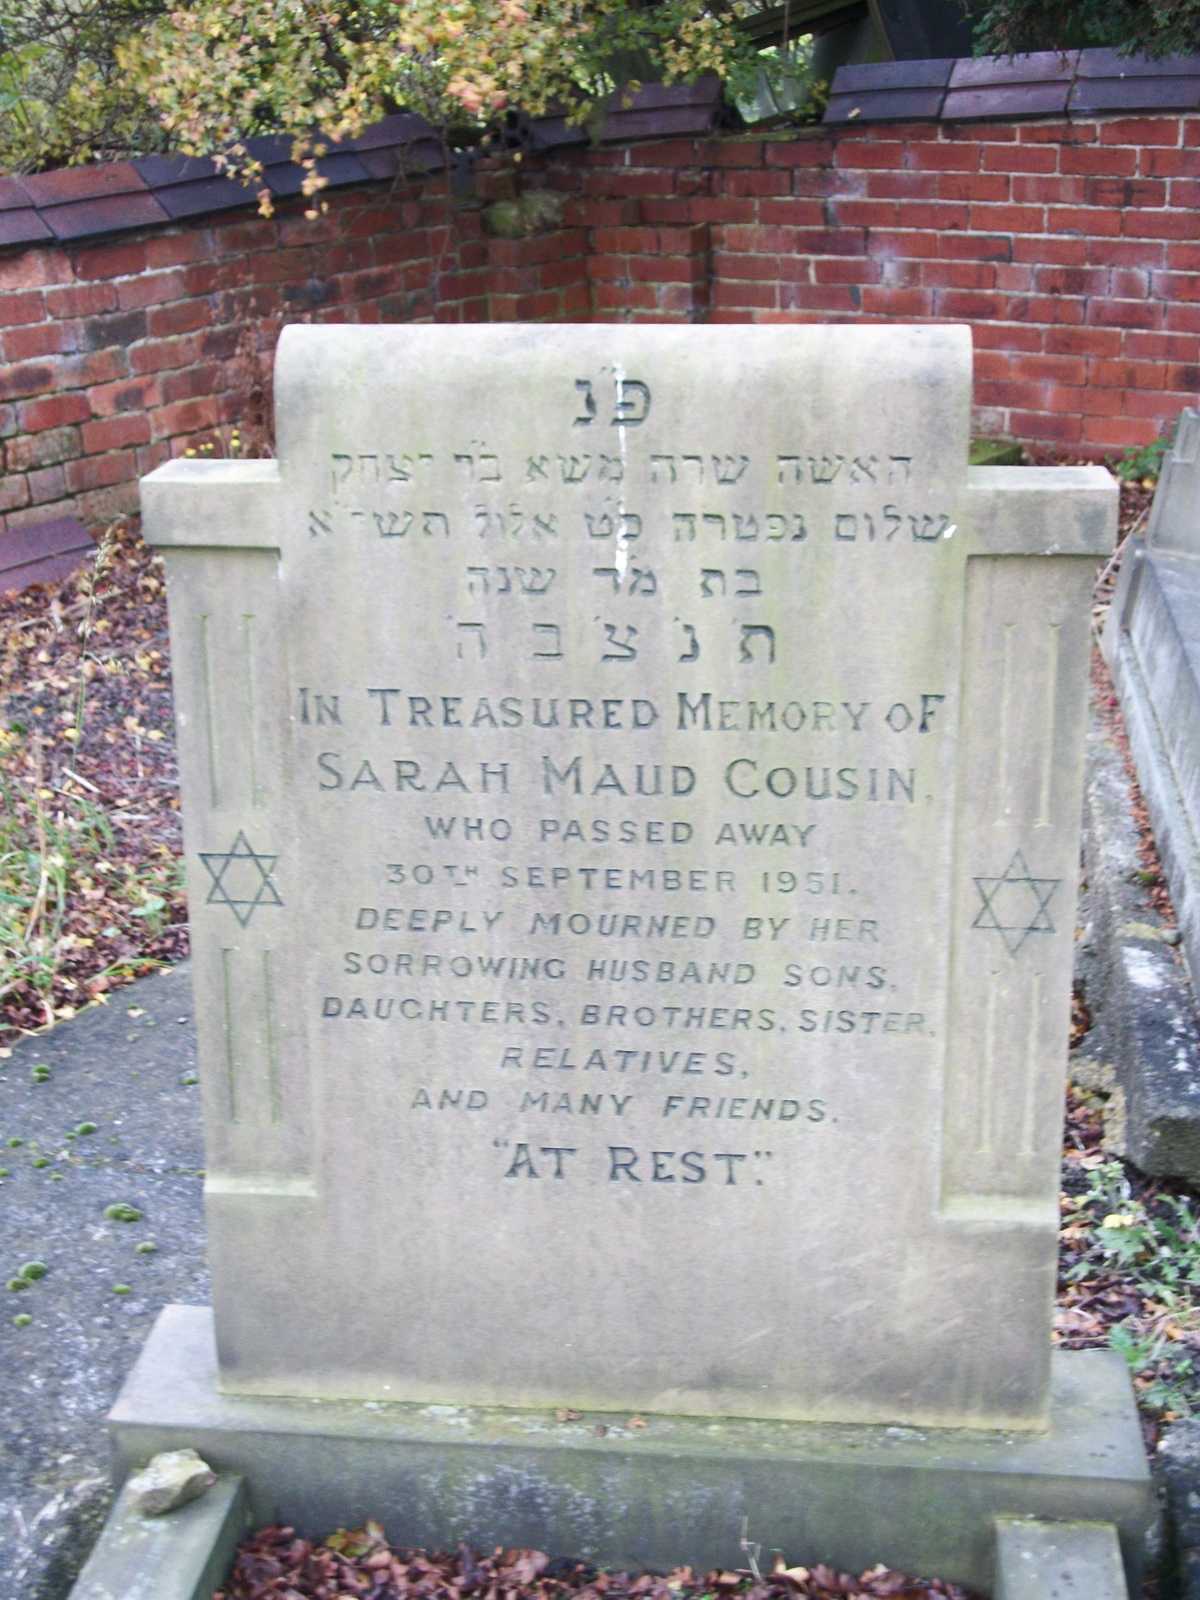 פ"נ
האשה שרה משא ב"ר יצחק
שלום נפטרה כ"ט אלול תשי"א
בת מ"ד שנה
ת' נ' צ' ב' ה'
IN TREASURED MEMORY OF
SARAH MAUD COUSIN,
WHO PASSED AWAY
30TH SEPTEMBER 1951.
DEEPLY MOURNED BY HER
SORROWING HUSBAND SONS,
DAUGHTERS, BROTHERS, SISTER,
RELATIVES,
AND MANY FRIENDS.
"AT REST".